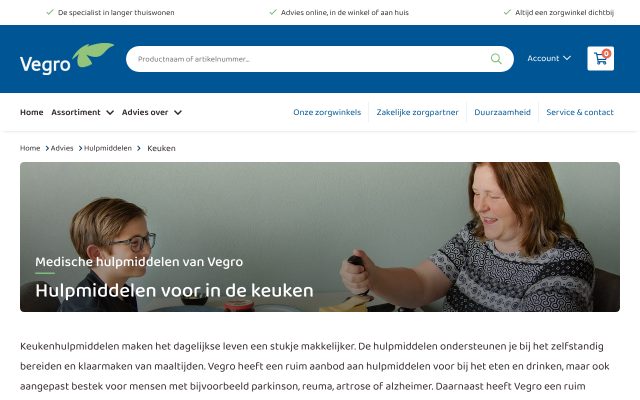 De specialist in langer thuiswonen
Advies online, in de winkel of aan huis
Altijd een zorgwinkel dichtbij
Vegro
Productnaam of artikelnummer...
Account
0
Home Assortiment Advies over
Onze zorgwinkels Zakelijke zorgpartner Duurzaamheid Service & contact
Home Advies Hulpmiddelen Keuken
Medische hulpmiddelen van Vegro
Hulpmiddelen voor in de keuken
Keukenhulpmiddelen maken het dagelijkse leven een stukje makkelijker. De hulpmiddelen ondersteunen je bij het zelfstandig
bereiden en klaarmaken van maaltijden. Vegro heeft een ruim aanbod aan hulpmiddelen voor bij het eten en drinken, maar ook
aangepast bestek voor mensen met bijvoorbeeld parkinson, reuma, artrose of alzheimer. Daarnaast heeft Vegro een ruim